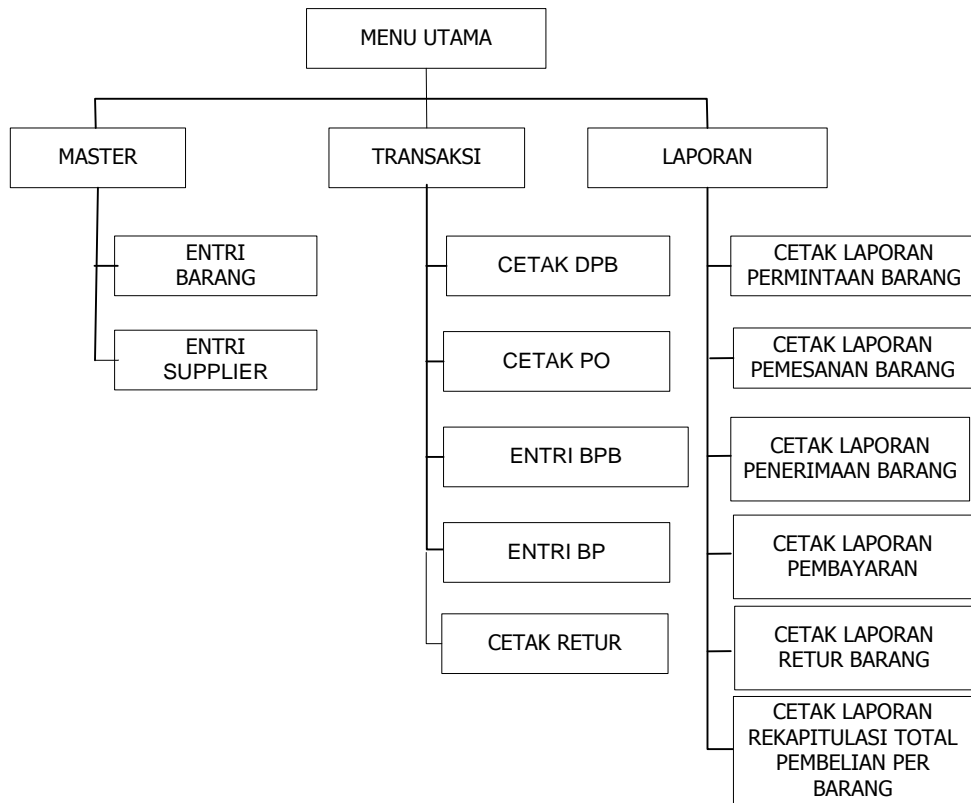 MENU UTAMA
MASTER
TRANSAKSI
LAPORAN
ENTRI
BARANG
ENTRI
SUPPLIER
CETAK DPB
CETAK PO
ENTRI BPB
ENTRI BP
CETAK RETUR
CETAK LAPORAN
PERMINTAAN BARANG
CETAK LAPORAN
PEMESANAN BARANG
CETAK LAPORAN
PENERIMAAN BARANG
CETAK LAPORAN
PEMBAYARAN
CETAK LAPORAN
RETUR BARANG
CETAK LAPORAN
REKAPITULASI TOTAL
PEMBELIAN PER
BARANG